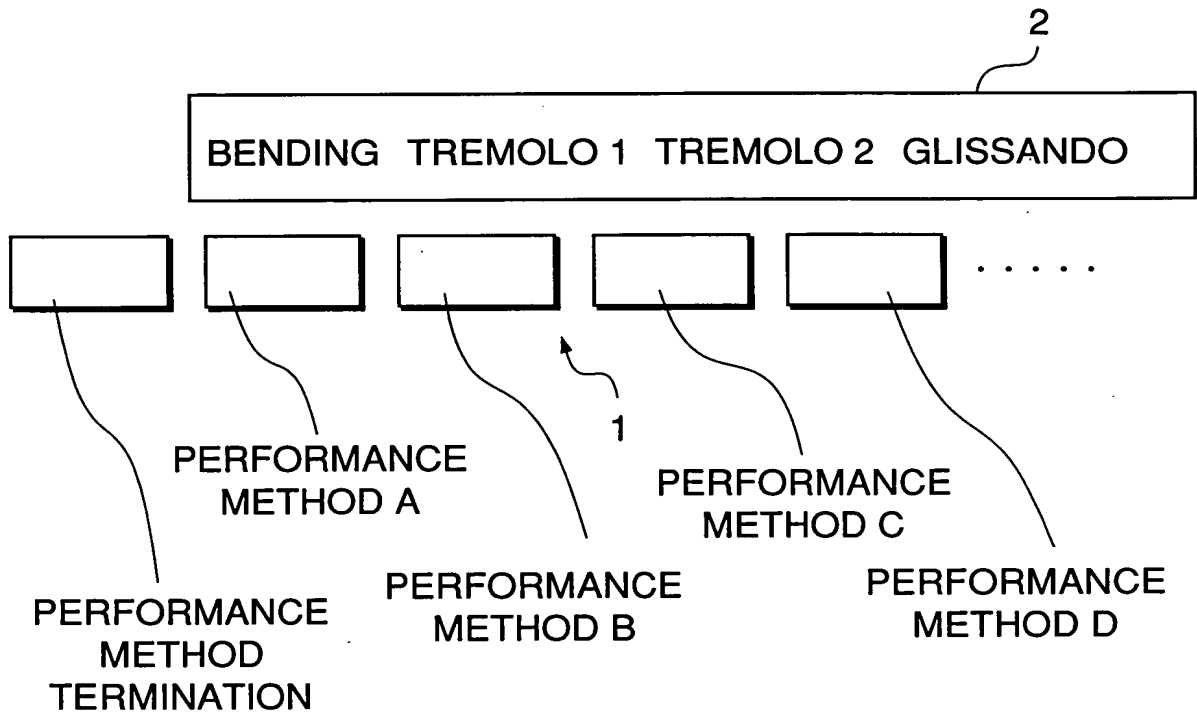 2
BENDING TREMOLO 1 TREMOLO 2 GLISSANDO
. . . . .
1
PERFORMANCE
METHOD A
PERFORMANCE
METHOD C
PERFORMANCE
METHOD B
PERFORMANCE
METHOD D
PERFORMANCE
METHOD
TERMINATION